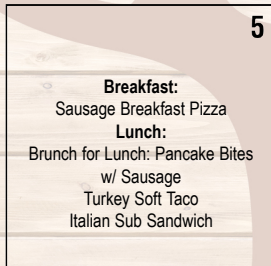 5
Breakfast:
Sausage Breakfast Pizza
Lunch:
Brunch for Lunch: Pancake Bites
w/ Sausage
Turkey Soft Taco
Italian Sub Sandwich